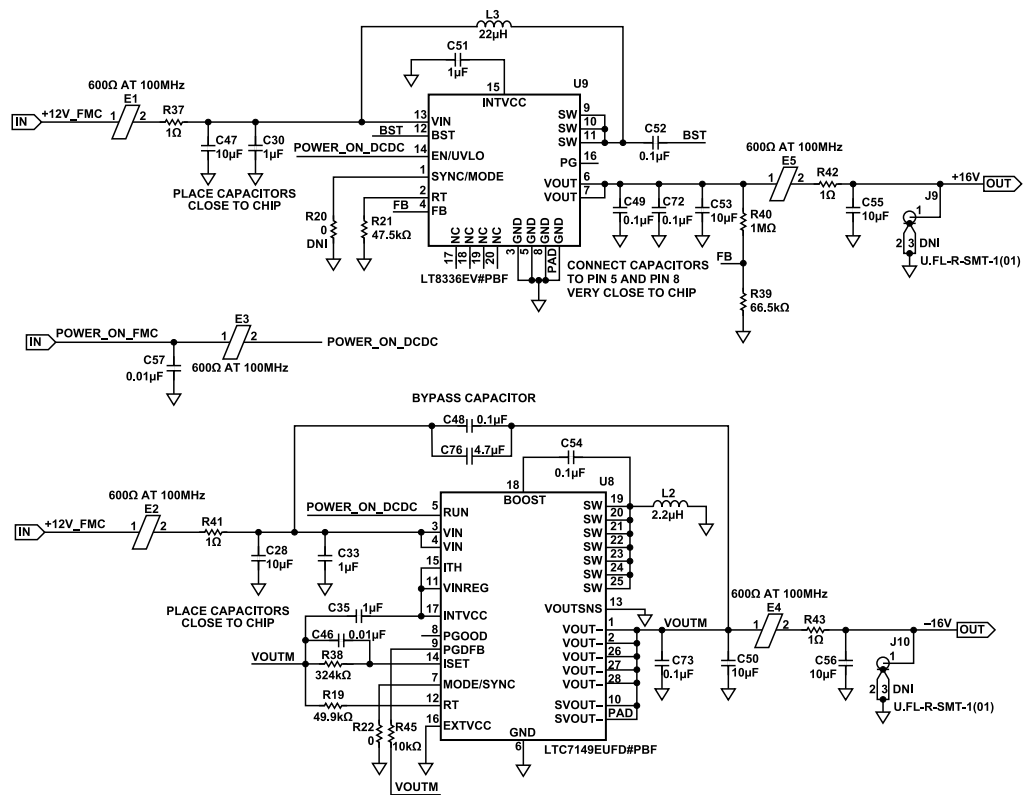 L3
22µH
C51
1µF
600Ω AT 100MHz
E1
IN
+12V_FMC
1
2
R37
1Ω
C47
10µF
C30
1µF
PLACE CAPACITORS
CLOSE TO CHIP
BST
POWER_ON_DCDC
FB
R20
0
DNI
R21
47.5kΩ
U9
15
INTVCC
13
VIN
12
BST
14
EN/UVLO
1
SYNC/MODE
2
RT
4
FB
NC
NC
NC
NC
17
18
19
20
GND
GND
GND
GND
3
5
8
PAD
LT8336EV#PBF
SW
9
SW
10
SW
11
PG
16
VOUT
6
VOUT
7
C52
0.1µF
BST
CONNECT CAPACITORS
TO PIN 5 AND PIN 8
VERY CLOSE TO CHIP
C49
0.1µF
C72
0.1µF
C53
10µF
R40
1MΩ
FB
R39
66.5kΩ
600Ω AT 100MHz
E5
1
2
R42
1Ω
C55
10µF
+16V
OUT
J9
1
2
3
DNI
U.FL-R-SMT-1(01)
IN
POWER_ON_FMC
E3
1
2
POWER_ON_DCDC
C57
0.01µF
600Ω AT 100MHz
BYPASS CAPACITOR
C48
0.1µF
C76
4.7µF
C54
0.1µF
600Ω AT 100MHz
E2
IN
+12V_FMC
1
2
R41
1Ω
C28
10µF
C33
1µF
PLACE CAPACITORS
CLOSE TO CHIP
POWER_ON_DCDC
C35
1µF
C46
0.01µF
VOUTM
R38
324kΩ
R19
49.9kΩ
R22
0
R45
10kΩ
VOUTM
U8
18
BOOST
5
RUN
3
VIN
4
VIN
15
ITH
11
VINREG
17
INTVCC
8
PGOOD
9
PGDFB
14
ISET
7
MODE/SYNC
12
RT
16
EXTVCC
GND
6
LTC7149EUFD#PBF
SW
19
SW
20
SW
21
SW
22
SW
23
SW
24
SW
25
VOUTSNS
13
VOUT–
1
VOUT–
2
VOUT–
26
VOUT–
27
VOUT–
28
SVOUT–
10
SVOUT–
PAD
L2
2.2µH
VOUTM
C73
0.1µF
C50
10µF
600Ω AT 100MHz
E4
1
2
R43
1Ω
C56
10µF
–16V
OUT
J10
1
2
3
DNI
U.FL-R-SMT-1(01)